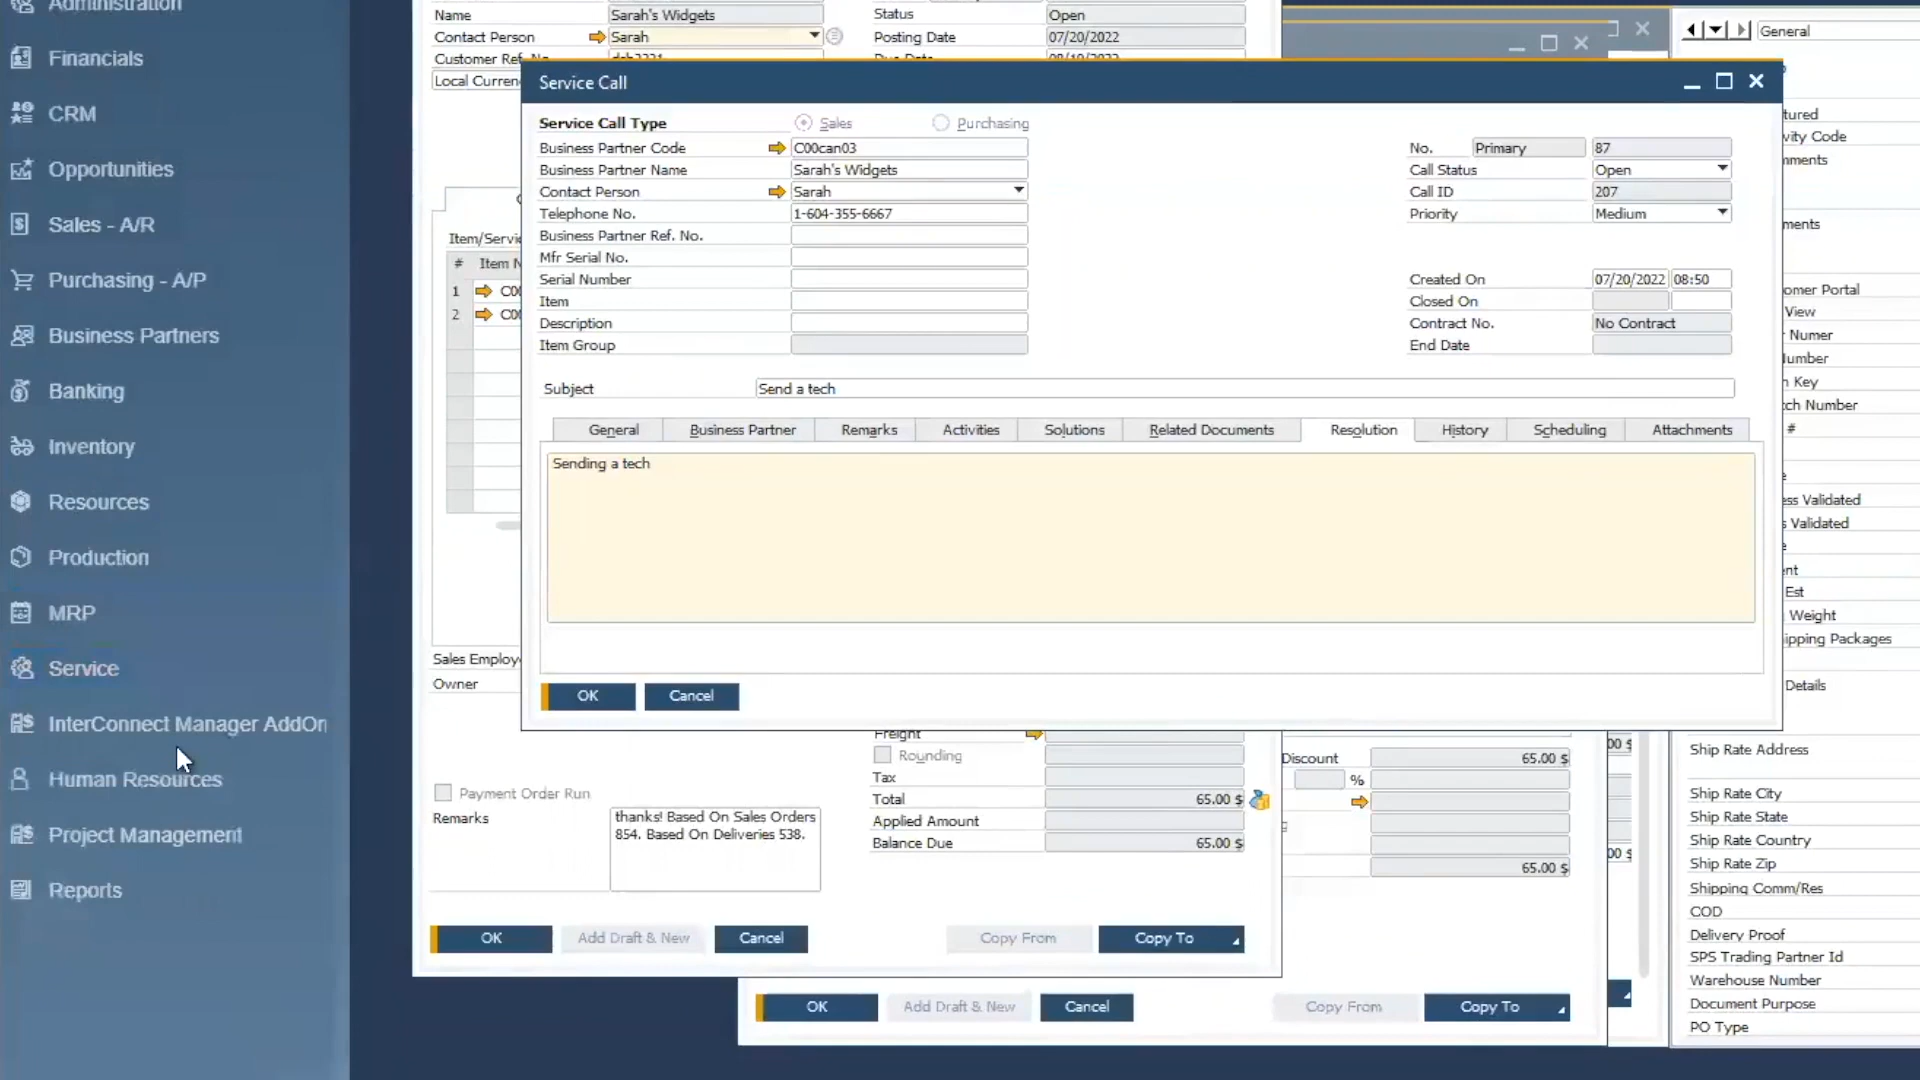 Administration
Financials
CRM
Opportunities
Sales - A/R
Purchasing - A/P
Business Partners
Banking
Inventory
Resources
Production
MRP
Service
InterConnect Manager AddOn
Human Resources
Project Management
Reports
Name Sarah's Widgets
Contact Person Sarah
Customer Ref. No.
Local Curren
Status Open
Posting Date 07/20/2022
Item/Servi
# Item N
1 C0
2 C0
Sales Employ
Owner
Service Call
Service Call Type Sales Purchasing
Business Partner Code C00can03
Business Partner Name Sarah's Widgets
Contact Person Sarah
Telephone No. 1-604-355-6667
Business Partner Ref. No.
Mfr Serial No.
Serial Number
Item
Description
Item Group
No. Primary 87
Call Status Open
Call ID 207
Priority Medium
Created On 07/20/2022 08:50
Closed On
Contract No. No Contract
End Date
Subject Send a tech
General Business Partner Remarks Activities Solutions Related Documents Resolution History Scheduling Attachments
Sending a tech
OK Cancel
Freight
Rounding
Tax
Total 65.00 $
Applied Amount
Balance Due 65.00 $
Payment Order Run
Remarks
thanks! Based On Sales Orders
854. Based On Deliveries 538.
OK Add Draft & New Cancel Copy From Copy To
Discount 65.00 $
%
65.00 $
00 $
00 $
OK Add Draft & New Cancel Copy From Copy To
General
tured
vity Code
mments
ments
omer Portal
View
r Numer
umber
n Key
tch Number
#
ess Validated
s Validated
e
nt
Est
Weight
ipping Packages
Details
Ship Rate Address
Ship Rate City
Ship Rate State
Ship Rate Country
Ship Rate Zip
Shipping Comm/Res
COD
Delivery Proof
SPS Trading Partner Id
Warehouse Number
Document Purpose
PO Type